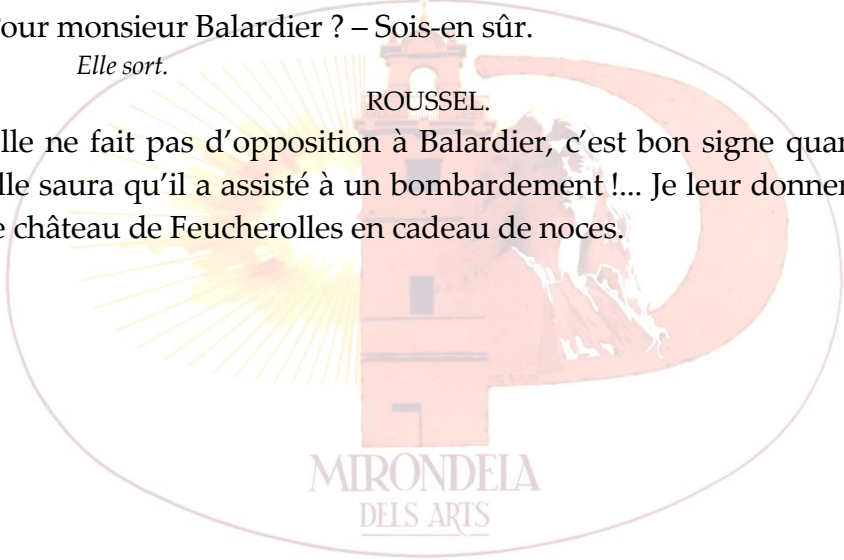 our monsieur Balardier ? – Sois-en sûr.
Elle sort.
ROUSSEL.
lle ne fait pas d’opposition à Balardier, c’est bon signe quar
lle saura qu’il a assisté à un bombardement !... Je leur donner
e château de Feucherolles en cadeau de noces.
MIRONDELA
DELS ARTS